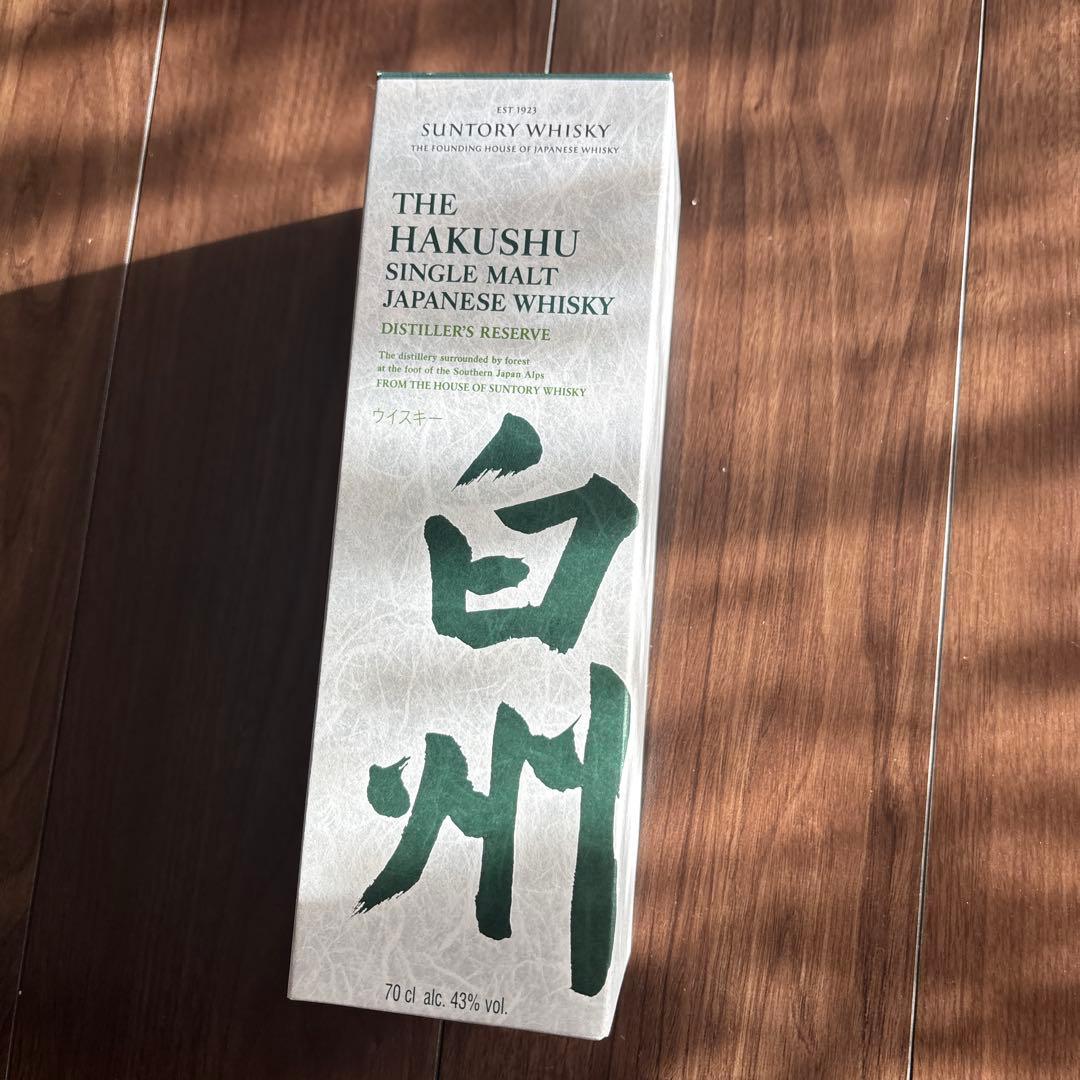 EST 1923
SUNTORY WHISKY
THE FOUNDING HOUSE OF JAPANESE WHISKY
THE
HAKUSHU
SINGLE MALT
JAPANESE WHISKY
DISTILLER'S RESERVE
The distillery surrounded by forest
at the foot of the Southern Japan Alps
FROM THE HOUSE OF SUNTORY WHISKY
ウイスキー
白
州
70 cl alc. 43% vol.